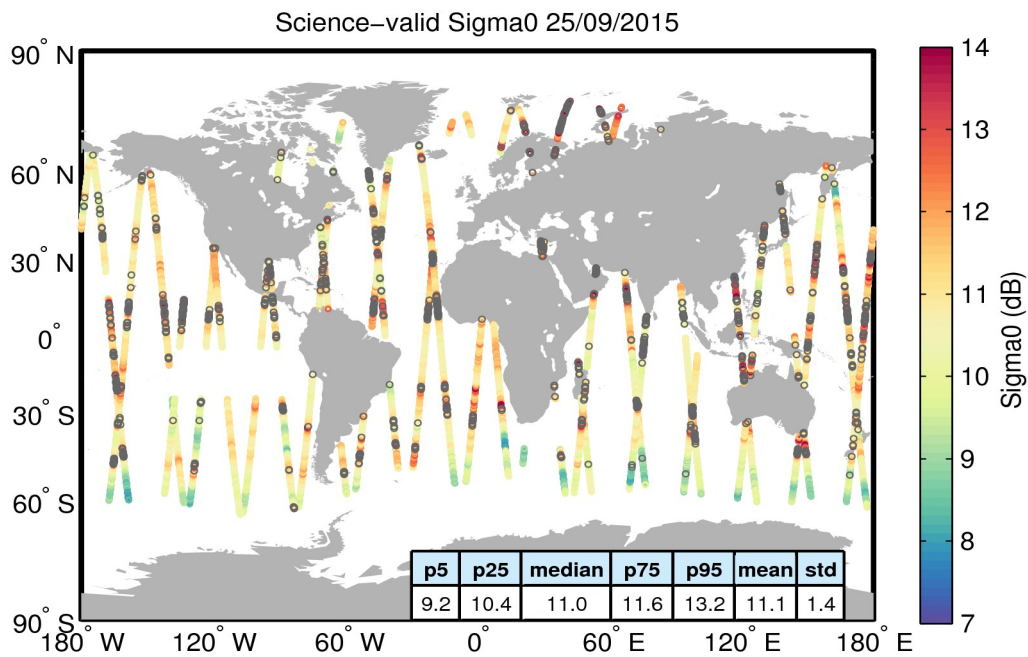 Science−valid Sigma0 25/09/2015
90° N
60° N
30° N
0°
30° S
60° S
90° S
180° W
120° W
60° W
0°
60° E
120° E
180° E
p5 p25 median p75 p95 mean std
9.2 10.4 11.0 11.6 13.2 11.1 1.4
14
13
12
11
10
9
8
7
Sigma0 (dB)